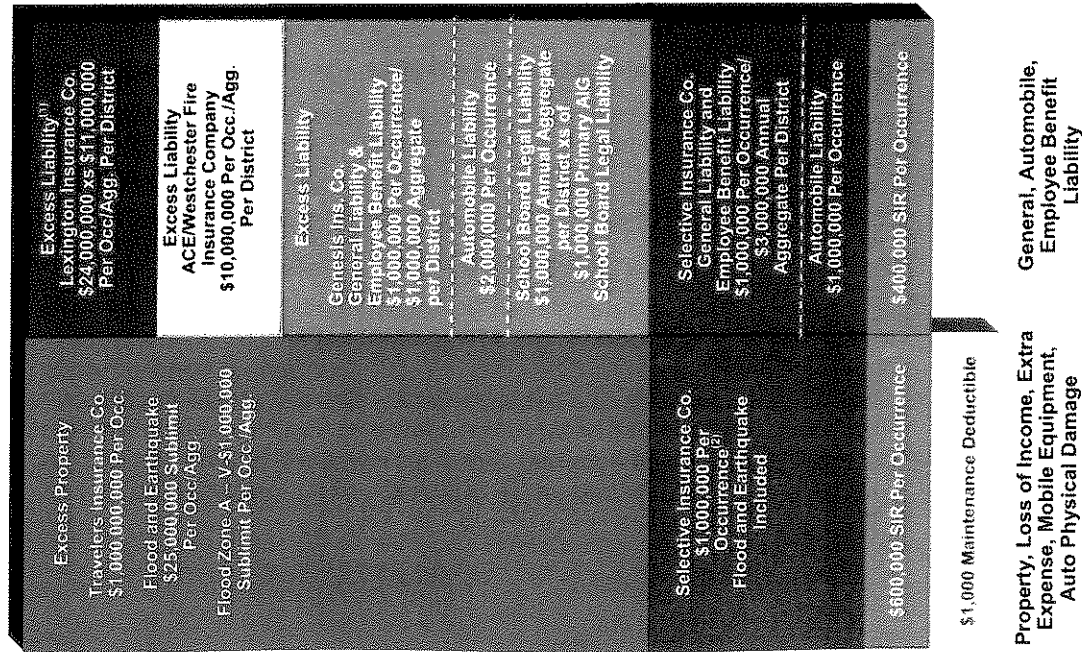 Excess Property
Travelers Insurance Co.
$1,000,000,000 Per Occ.
Flood and Earthquake
$25,000,000 Sublimit
Per Occ/Agg
Flood Zone A – V-$1,000,000
Sublimit Per Occ./Agg.
Selective Insurance Co.
$1,000,000 Per
Occurrence(2)
Flood and Earthquake
Included
$600,000 SIR Per Occurrence
$1,000 Maintenance Deductible
Property, Loss of Income, Extra
Expense, Mobile Equipment,
Auto Physical Damage
Excess Liability(1)
Lexington Insurance Co.
$24,000,000 xs $11,000,000
Per Occ/Agg. Per District
Excess Liability
ACE/Westchester Fire
Insurance Company
$10,000,000 Per Occ./Agg.
Per District
Excess Liability
Genesis Ins. Co.
General Liability &
Employee Benefit Liability
$1,000,000 Per Occurrence/
$1,000,000 Aggregate
per District
Automobile Liability
$2,000,000 Per Occurrence
School Board Legal Liability
$1,000,000 Annual Aggregate
per District xs of
$1,000,000 Primary AIG
School Board Legal Liability
Selective Insurance Co.
General Liability and
Employee Benefit Liability
$1,000,000 Per Occurrence/
$3,000,000 Annual
Aggregate Per District
Automobile Liability
$1,000,000 Per Occurrence
$400,000 SIR Per Occurrence
General, Automobile,
Employee Benefit
Liability